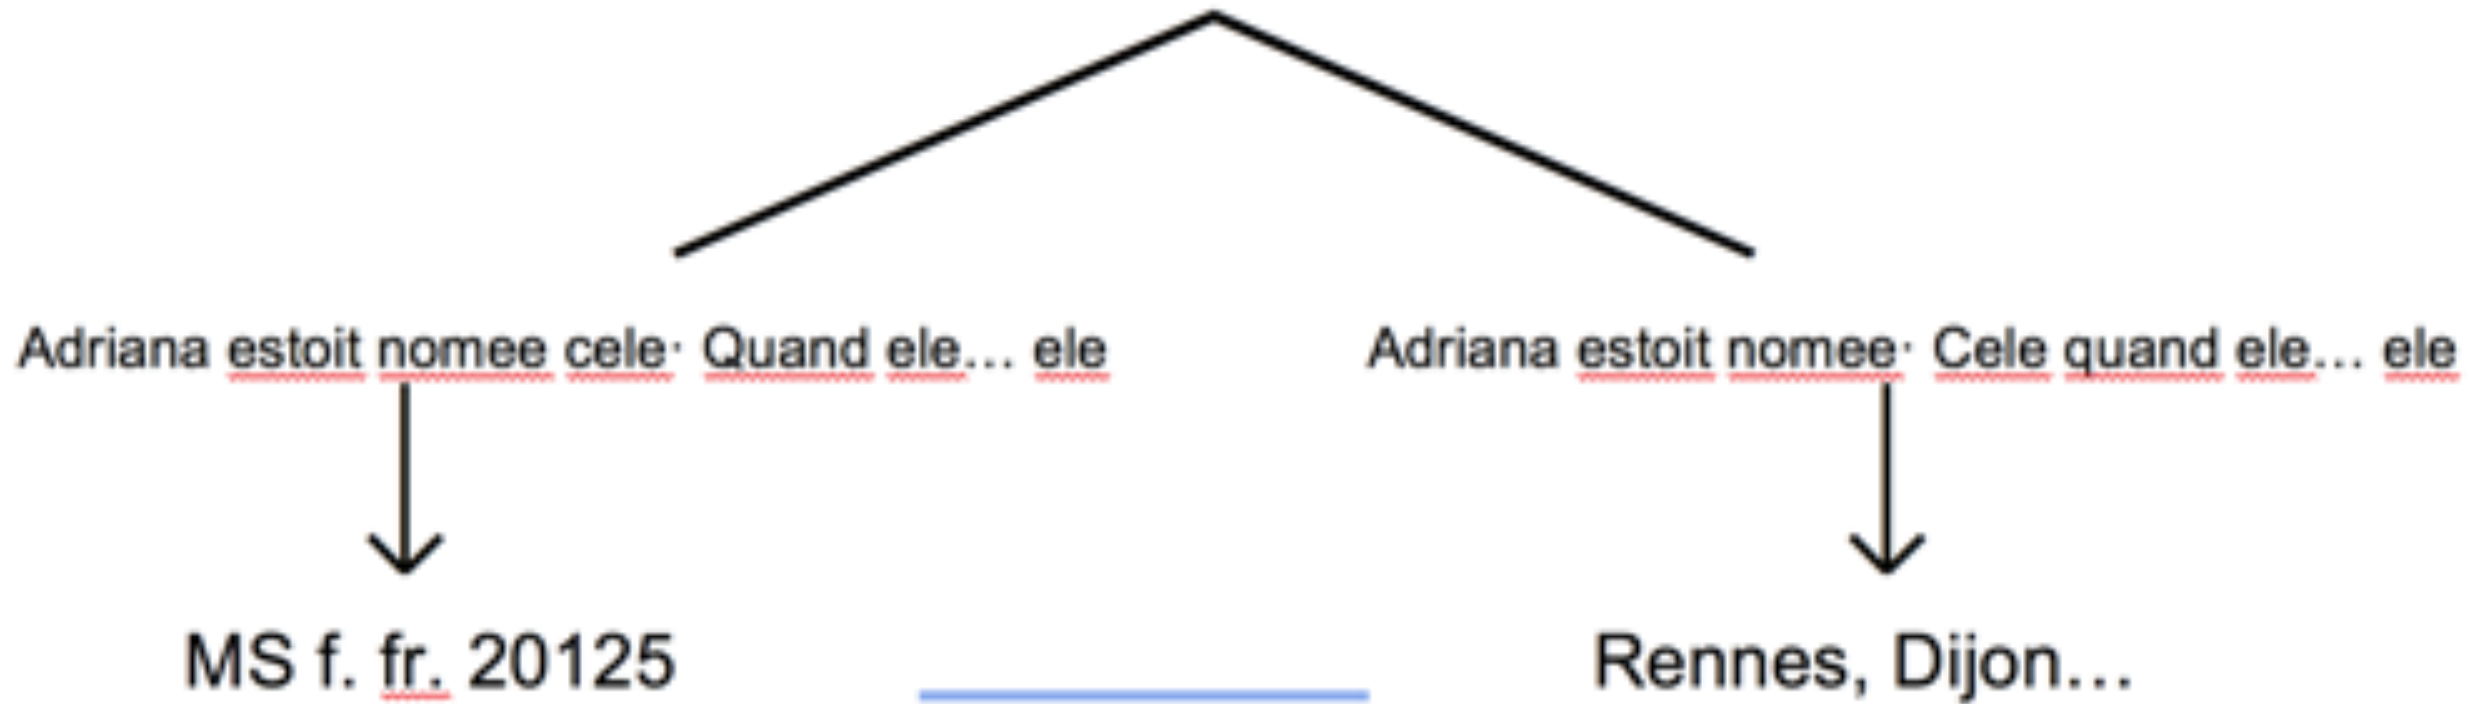 Adriana estoit nomee cele· Quand ele… ele
Adriana estoit nomee· Cele quand ele… ele
MS f. fr. 20125
Rennes, Dijon…